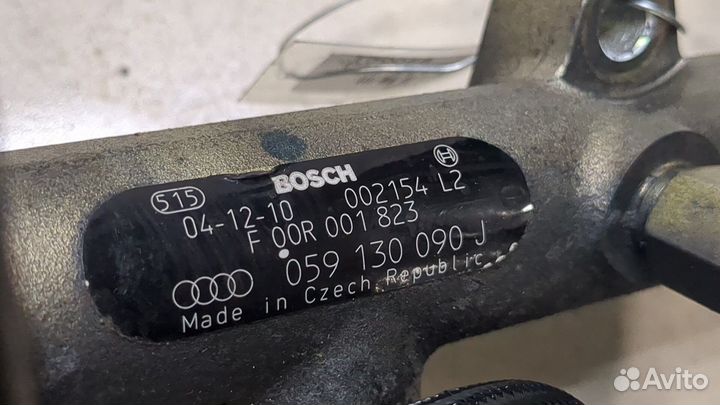 BOSCH
515
04-12-10 002154 L2
F 00R 001 823
059 130 090 J
Made in Czech Republic
Avito